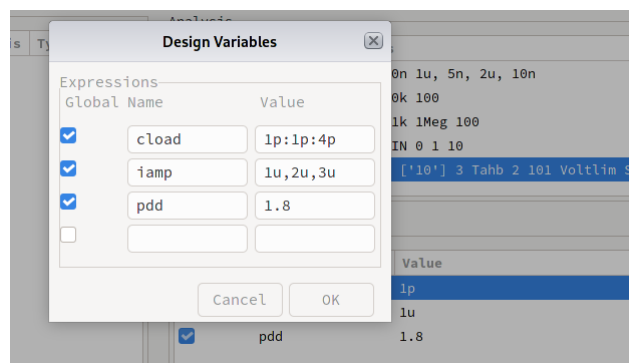 Analysis
Design Variables
Expressions
Global Name Value
cload 1p:1p:4p
iamp 1u,2u,3u
pdd 1.8
Cancel OK
0n 1u, 5n, 2u, 10n
0k 100
1k 1Meg 100
IN 0 1 10
['10'] 3 Tahb 2 101 Voltlim S
Value
1p
1u
pdd 1.8